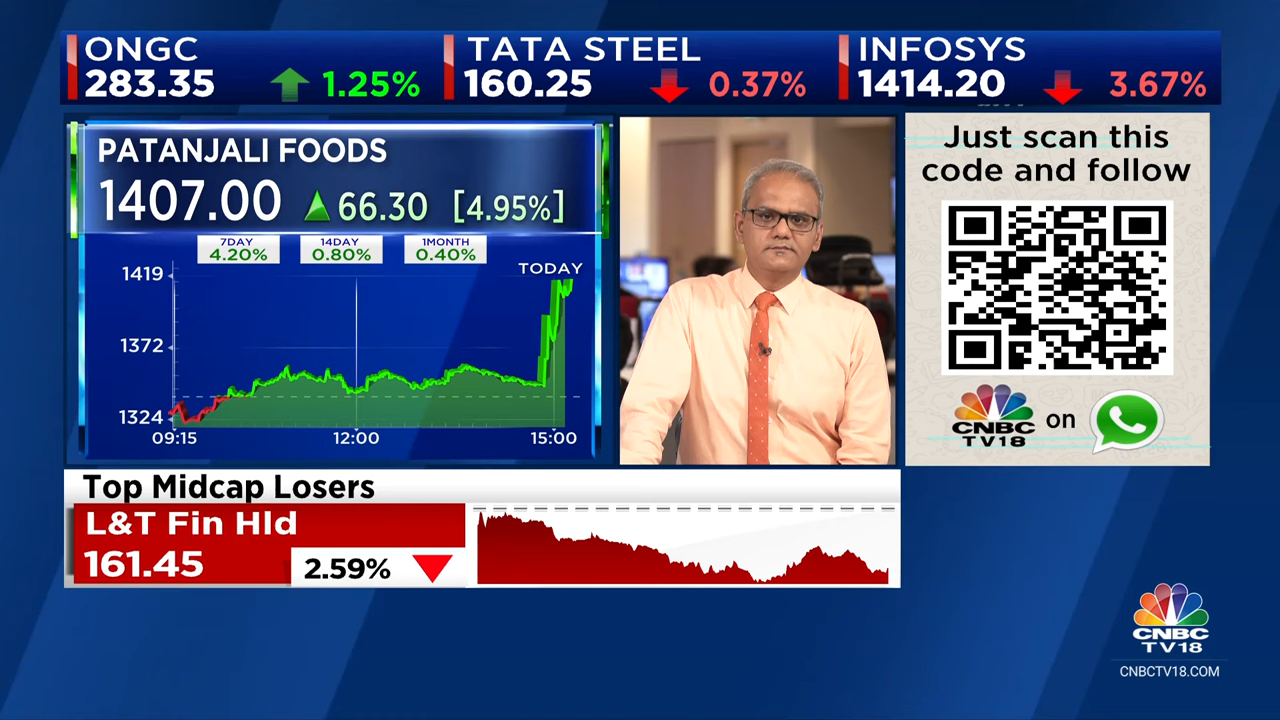 ONGC
283.35 1.25%
TATA STEEL
160.25 0.37%
INFOSYS
1414.20 3.67%
PATANJALI FOODS
1407.00 66.30 [4.95%]
7DAY
4.20%
14DAY
0.80%
1MONTH
0.40%
TODAY
1419
1372
1324
09:15 12:00 15:00
Just scan this
code and follow
CNBC
TV18
on
Top Midcap Losers
L&T Fin Hld
161.45 2.59%
CNBC
TV18
CNBCTV18.COM